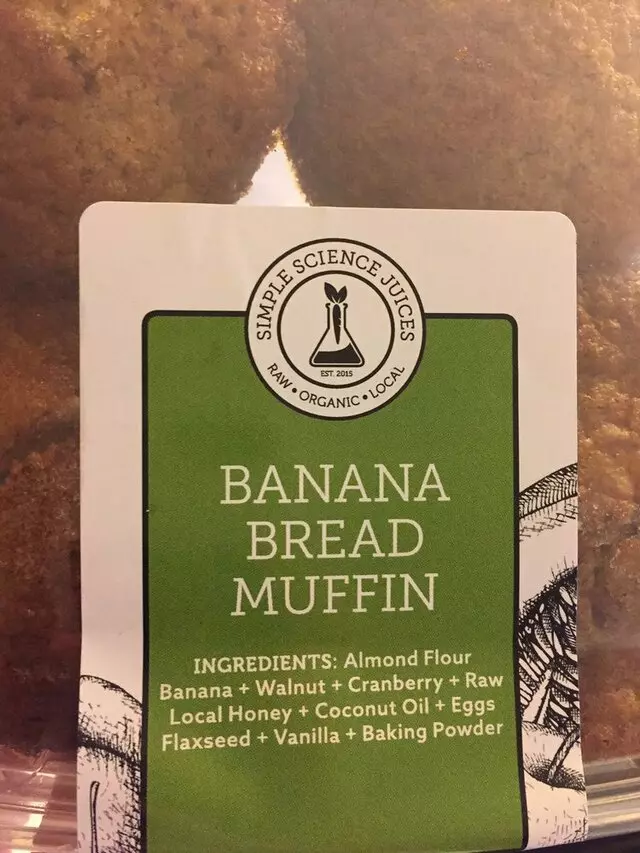 SIMPLE SCIENCE JUICES
EST. 2015
RAW • ORGANIC • LOCAL
BANANA
BREAD
MUFFIN
INGREDIENTS: Almond Flour
Banana + Walnut + Cranberry + Raw
Local Honey + Coconut Oil + Eggs
Flaxseed + Vanilla + Baking Powder